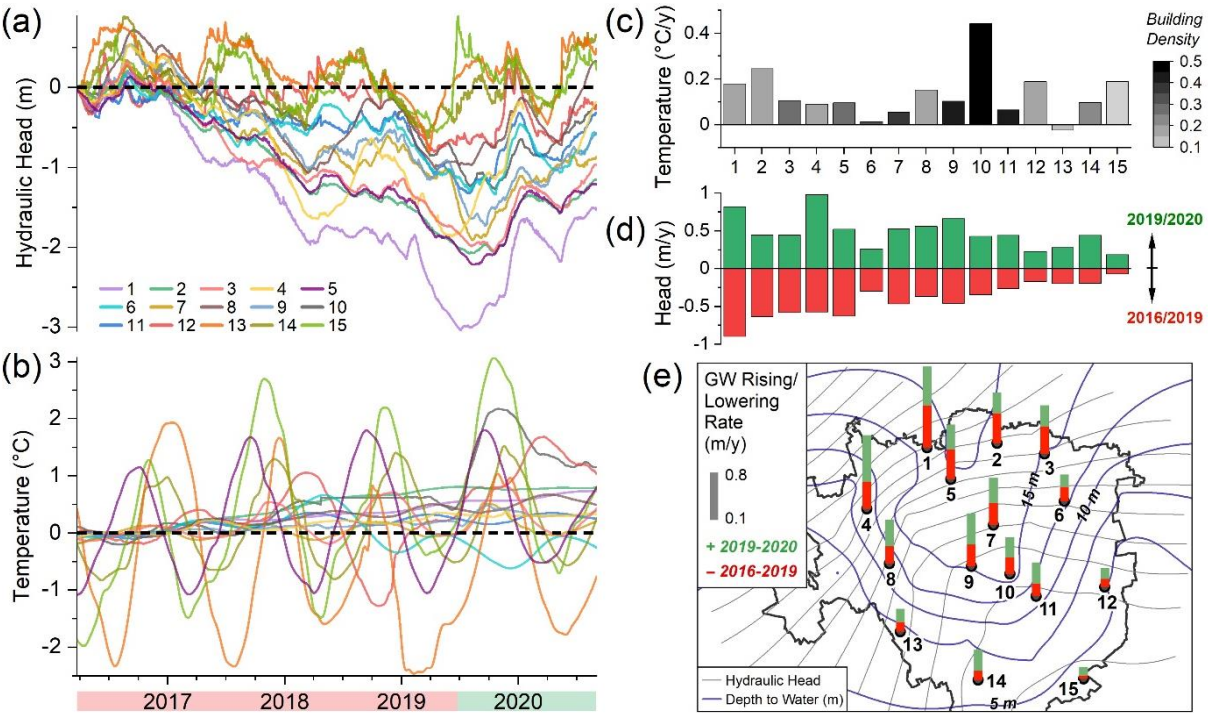 (a)
Hydraulic Head (m)
0
-1
-2
-3
1 2 3 4 5
6 7 8 9 10
11 12 13 14 15
(b)
Temperature (°C)
3
2
1
0
-1
-2
2017 2018 2019 2020
(c)
Temperature (°C/y)
0.4
0.2
0
1 2 3 4 5 6 7 8 9 10 11 12 13 14 15
Building
Density
0.5
0.4
0.3
0.2
0.1
(d)
Head (m/y)
1
0.5
0
-0.5
-1
2019/2020
2016/2019
(e)
GW Rising/
Lowering
Rate
(m/y)
0.8
0.1
+ 2019-2020
– 2016-2019
Hydraulic Head
Depth to Water (m)
1
2
3
5
15 m
10 m
6
4
7
8
9
10
11
12
13
14
5 m
15